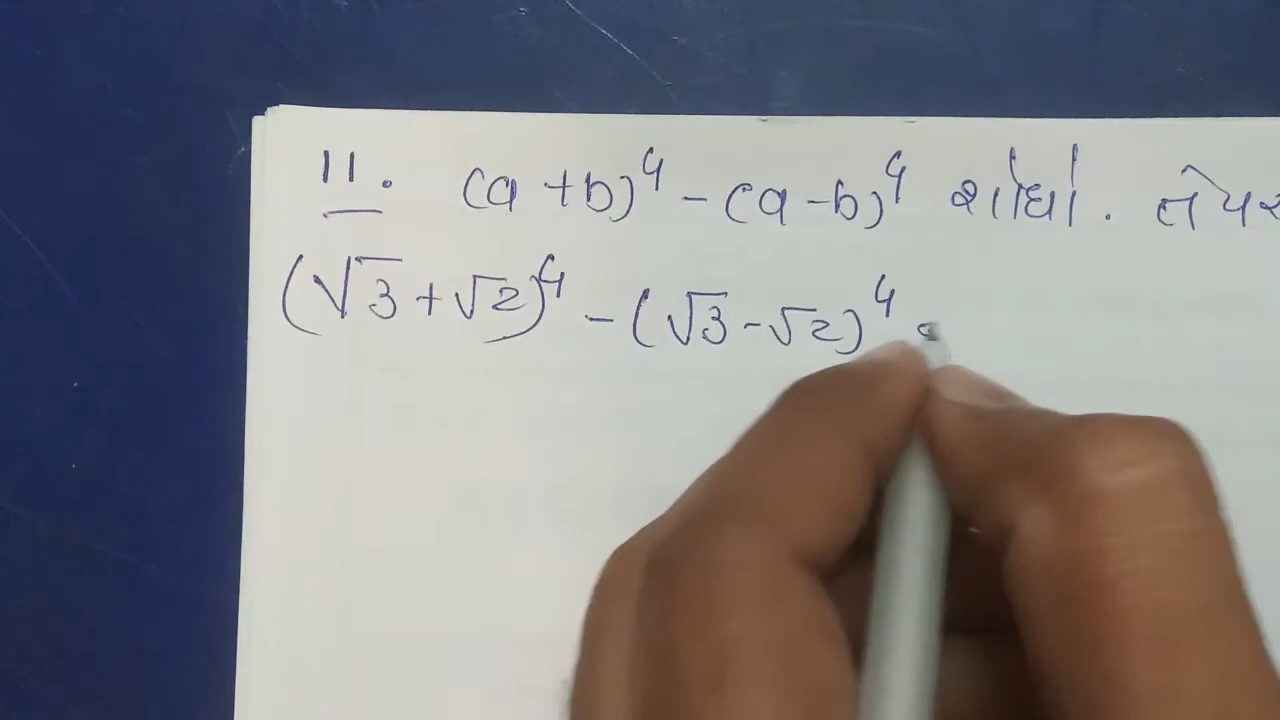 11. (a+b)⁴ - (a-b)⁴ શોધો. તે પર
(√3+√2)⁴ - (√3-√2)⁴